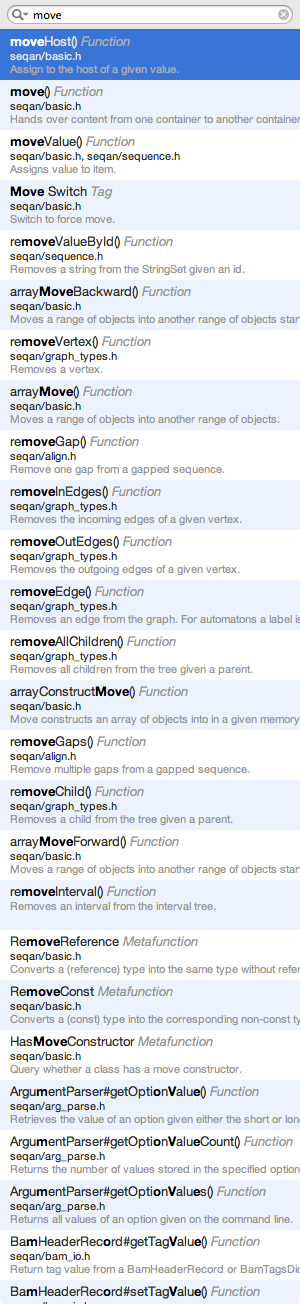 move
moveHost() Function
seqan/basic.h
Assign to the host of a given value.
move() Function
seqan/basic.h
Hands over content from one container to another container
moveValue() Function
seqan/basic.h, seqan/sequence.h
Assigns value to item.
Move Switch Tag
seqan/basic.h
Switch to force move.
removeValueById() Function
seqan/sequence.h
Removes a string from the StringSet given an id.
arrayMoveBackward() Function
seqan/basic.h
Moves a range of objects into another range of objects star
removeVertex() Function
seqan/graph_types.h
Removes a vertex.
arrayMove() Function
seqan/basic.h
Moves a range of objects into another range of objects.
removeGap() Function
seqan/align.h
Remove one gap from a gapped sequence.
removeInEdges() Function
seqan/graph_types.h
Removes the incoming edges of a given vertex.
removeOutEdges() Function
seqan/graph_types.h
Removes the outgoing edges of a given vertex.
removeEdge() Function
seqan/graph_types.h
Removes an edge from the graph. For automatons a label is
removeAllChildren() Function
seqan/graph_types.h
Removes all children from the tree given a parent.
arrayConstructMove() Function
seqan/basic.h
Move constructs an array of objects into in a given memory
removeGaps() Function
seqan/align.h
Remove multiple gaps from a gapped sequence.
removeChild() Function
seqan/graph_types.h
Removes a child from the tree given a parent.
arrayMoveForward() Function
seqan/basic.h
Moves a range of objects into another range of objects star
removeInterval() Function
Removes an interval from the interval tree.
RemoveReference Metafunction
seqan/basic.h
Converts a (reference) type into the same type without refer
RemoveConst Metafunction
seqan/basic.h
Converts a (const) type into the corresponding non-const ty
HasMoveConstructor Metafunction
seqan/basic.h
Query whether a class has a move constructor.
ArgumentParser#getOptionValue() Function
seqan/arg_parse.h
Retrieves the value of an option given either the short or long
ArgumentParser#getOptionValueCount() Function
seqan/arg_parse.h
Returns the number of values stored in the specified option
ArgumentParser#getOptionValues() Function
seqan/arg_parse.h
Returns all values of an option given on the command line.
BamHeaderRecord#getTagValue() Function
seqan/bam_io.h
Return tag value from a BamHeaderRecord or BamTagsDic
BamHeaderRecord#setTagValue() Function